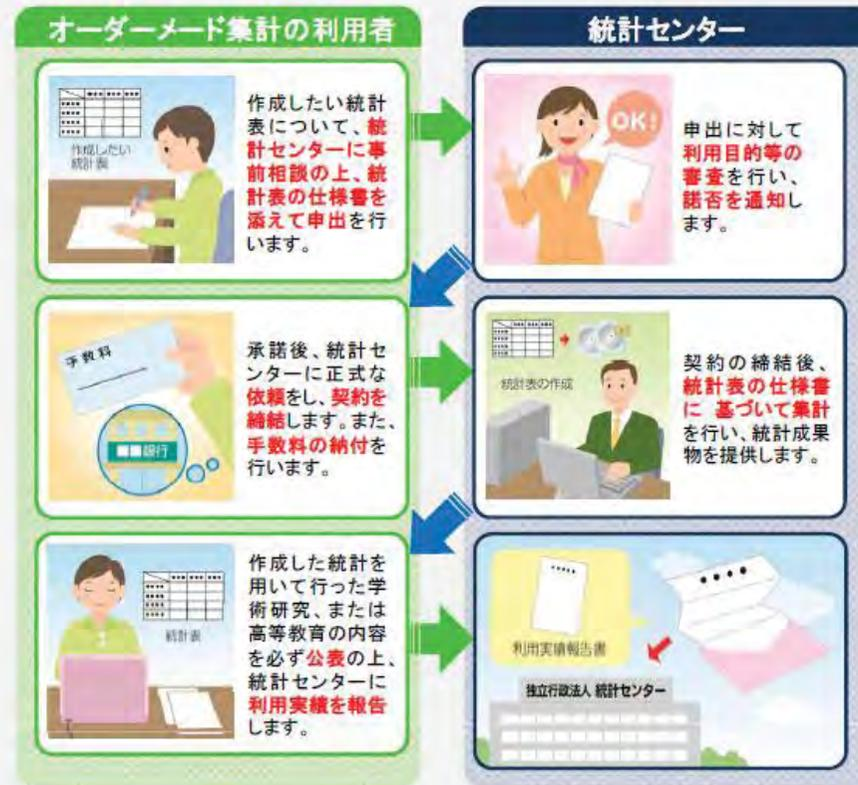 オーダーメード集計の利用者
統計センター
作成したい
統計表
作成したい統計
表について、統
計センターに事
前相談の上、統
計表の仕様書を
添えて申出を行
います。
OK!
申出に対して
利用目的等の
審査を行い、
諾否を通知し
ます。
手数料
■■銀行
承諾後、統計セ
ンターに正式な
依頼をし、契約を
締結します。また、
手数料の納付を
行います。
統計表の作成
契約の締結後、
統計表の仕様書
に 基づいて集計
を行い、統計成果
物を提供します。
統計表
作成した統計を
用いて行った学
術研究、または
高等教育の内容
を必ず公表の上、
統計センターに
利用実績を報告
します。
利用実績報告書
独立行政法人 統計センター